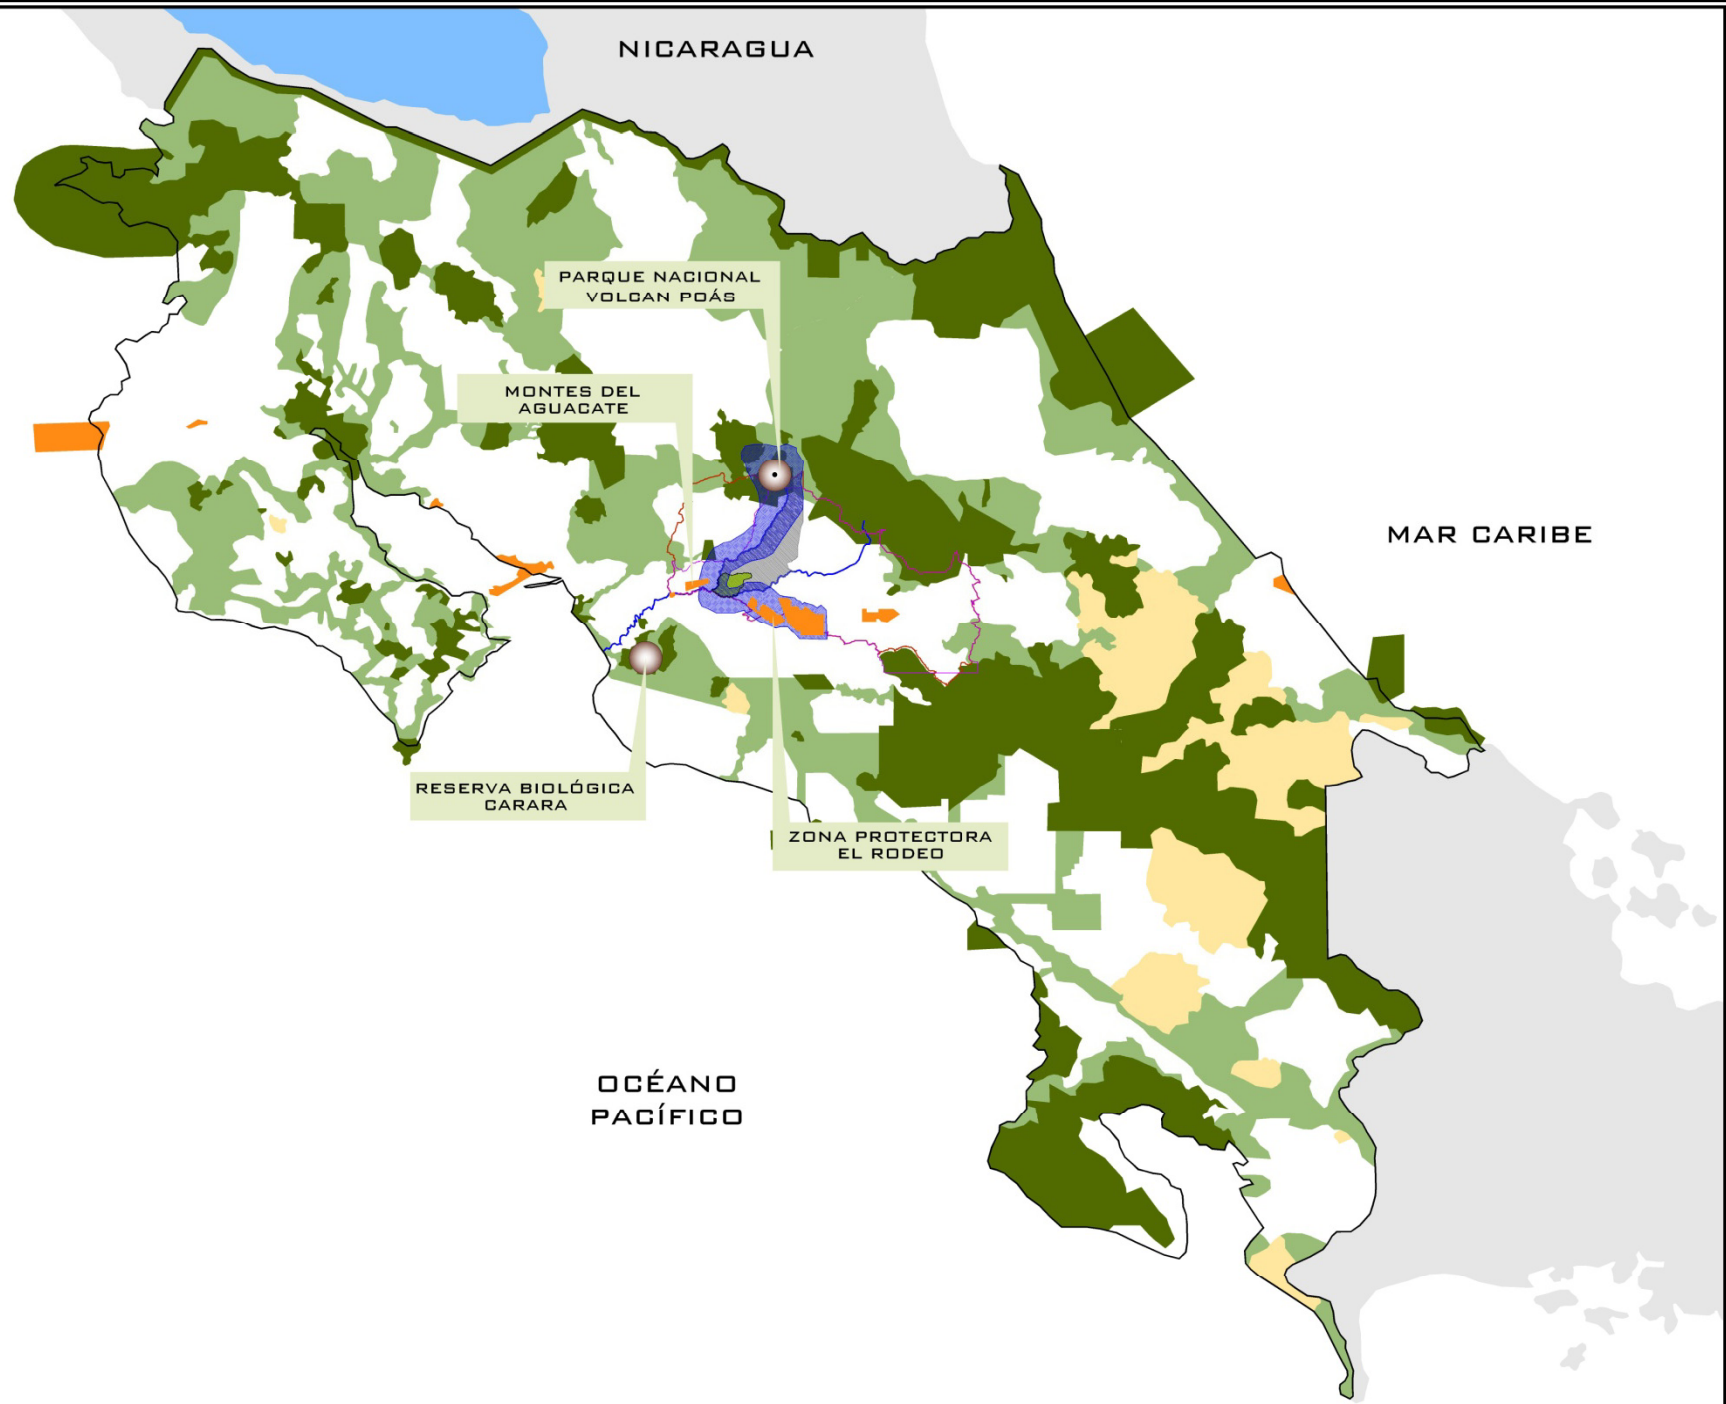 NICARAGUA
PARQUE NACIONAL
VOLCAN POÁS
MONTES DEL
AGUACATE
MAR CARIBE
RESERVA BIOLÓGICA
CARARA
ZONA PROTECTORA
EL RODEO
OCÉANO
PACÍFICO